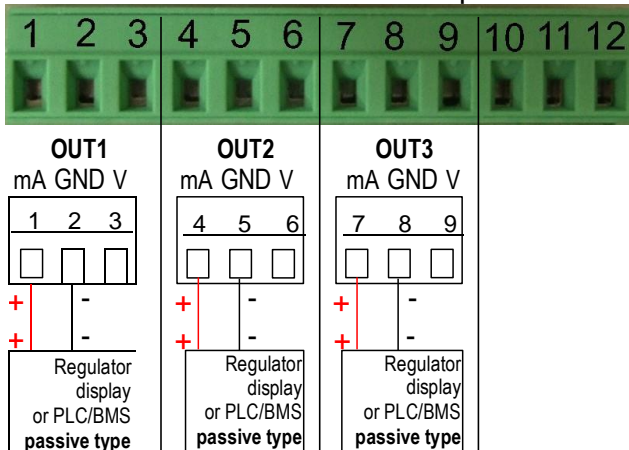 1 2 3 4 5 6 7 8 9 10 11 12
OUT1 OUT2 OUT3
mA GND V mA GND V mA GND V
1 2 3 4 5 6 7 8 9
+ - + - + -
+ - + - + -
Regulator
display
or PLC/BMS
passive type
Regulator
display
or PLC/BMS
passive type
Regulator
display
or PLC/BMS
passive type